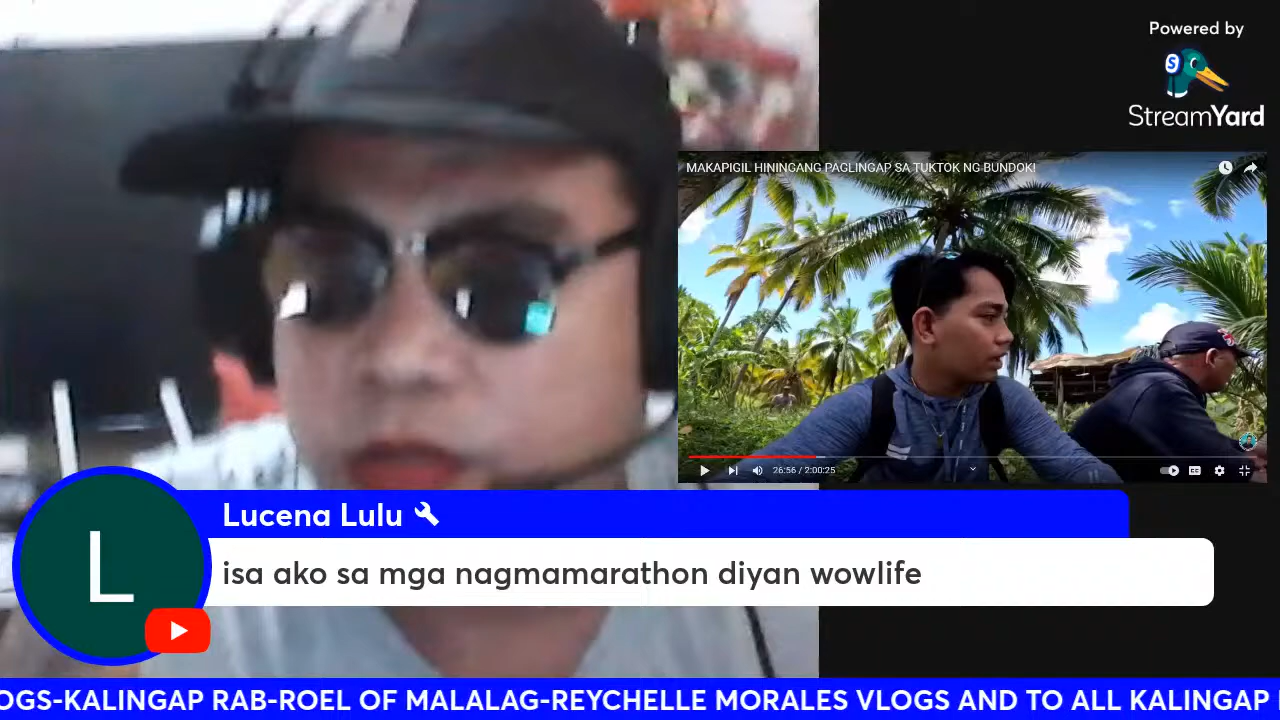 Powered by
StreamYard
MAKAPIGIL HININGANG PAGLINGAP SA TUKTOK NG BUNDOK!
26:56 / 2:00:25
Lucena Lulu
L
isa ako sa mga nagmamarathon diyan wowlife
OGS-KALINGAP RAB-ROEL OF MALALAG-REYCHELLE MORALES VLOGS AND TO ALL KALINGAP